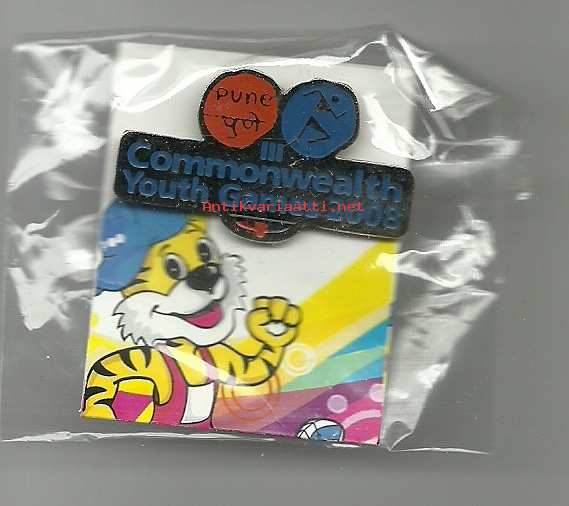 Pune
पुणे
III
Commonwealth
Youth Games 2008
Antikvariaatti.net